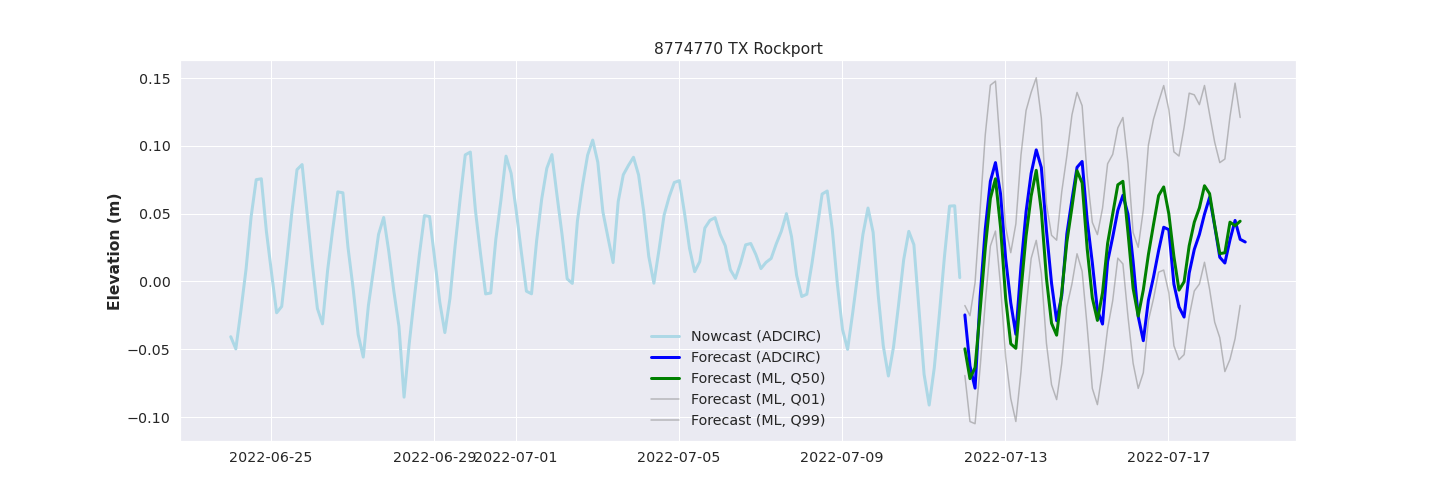 8774770 TX Rockport
Elevation (m)
0.15
0.10
0.05
0.00
−0.05
−0.10
Nowcast (ADCIRC)
Forecast (ADCIRC)
Forecast (ML, Q50)
Forecast (ML, Q01)
Forecast (ML, Q99)
2022-06-25 2022-06-29 2022-07-01 2022-07-05 2022-07-09 2022-07-13 2022-07-17